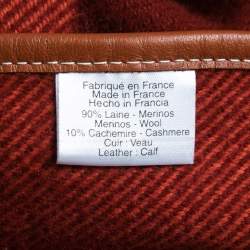 Fabriqué en France
Made in France
Hecho in Francia
90% Laine - Merinos
Merinos - Wool
10% Cachemire - Cashmere
Cuir : Veau
Leather : Calf